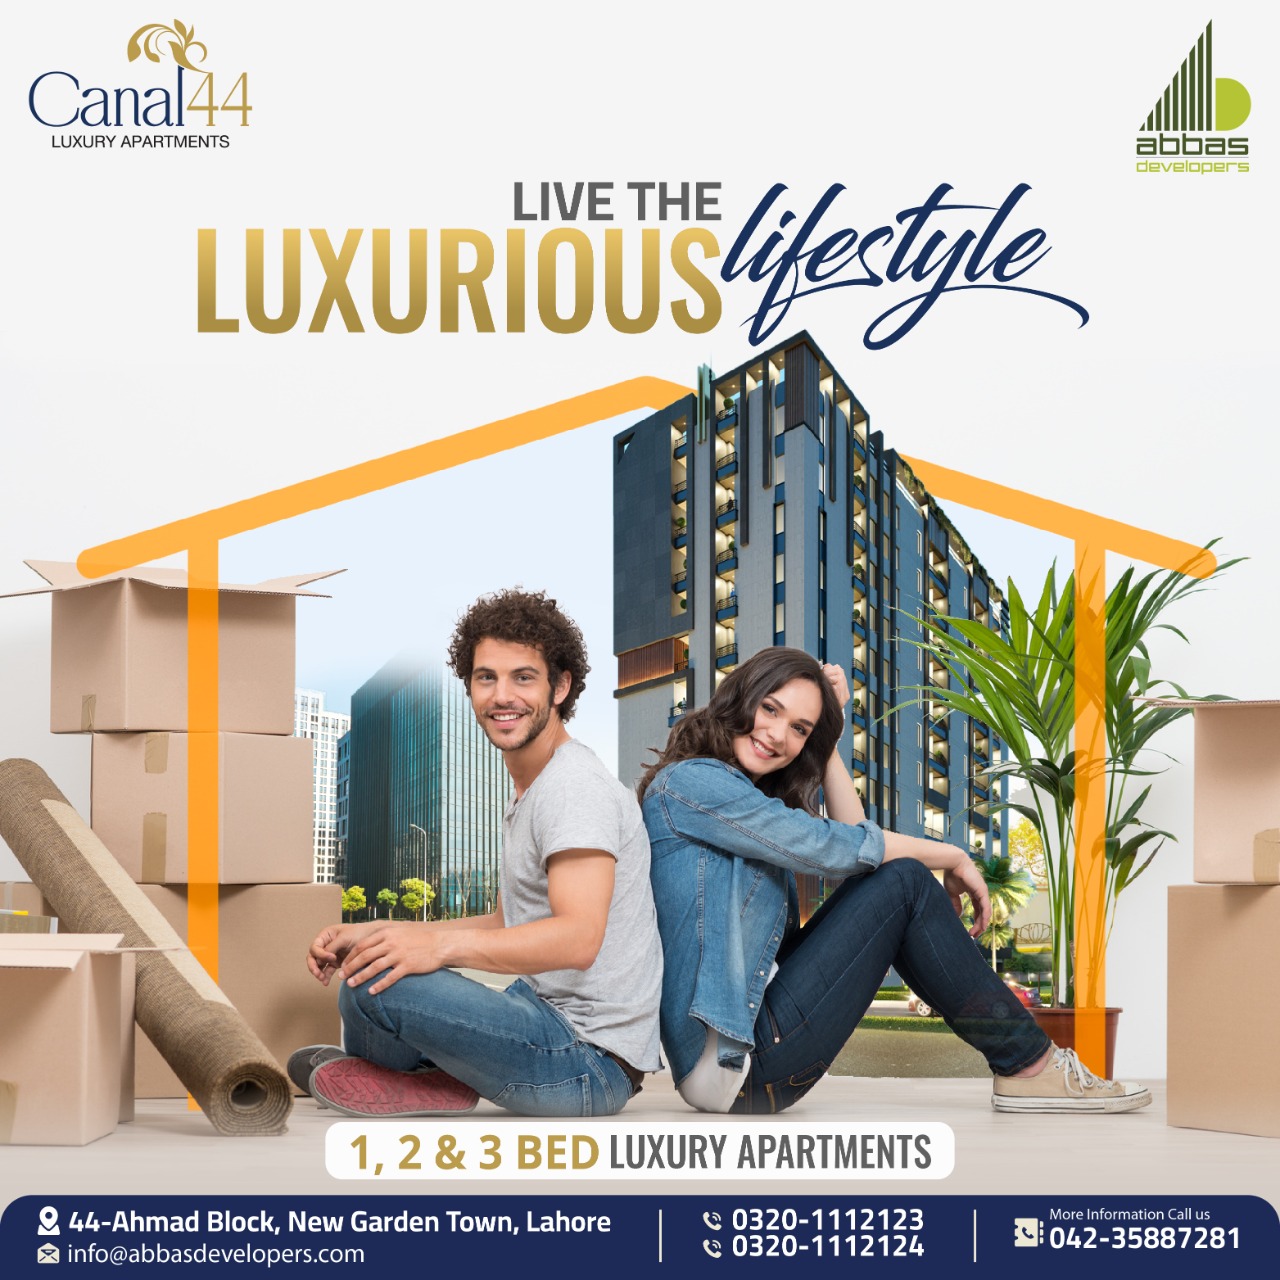 Canal44
LUXURY APARTMENTS
abbas
developers
LIVE THE
LUXURIOUS lifestyle
1, 2 & 3 BED LUXURY APARTMENTS
44-Ahmad Block, New Garden Town, Lahore
info@abbasdevelopers.com
0320-1112123
0320-1112124
More Information Call us
042-35887281